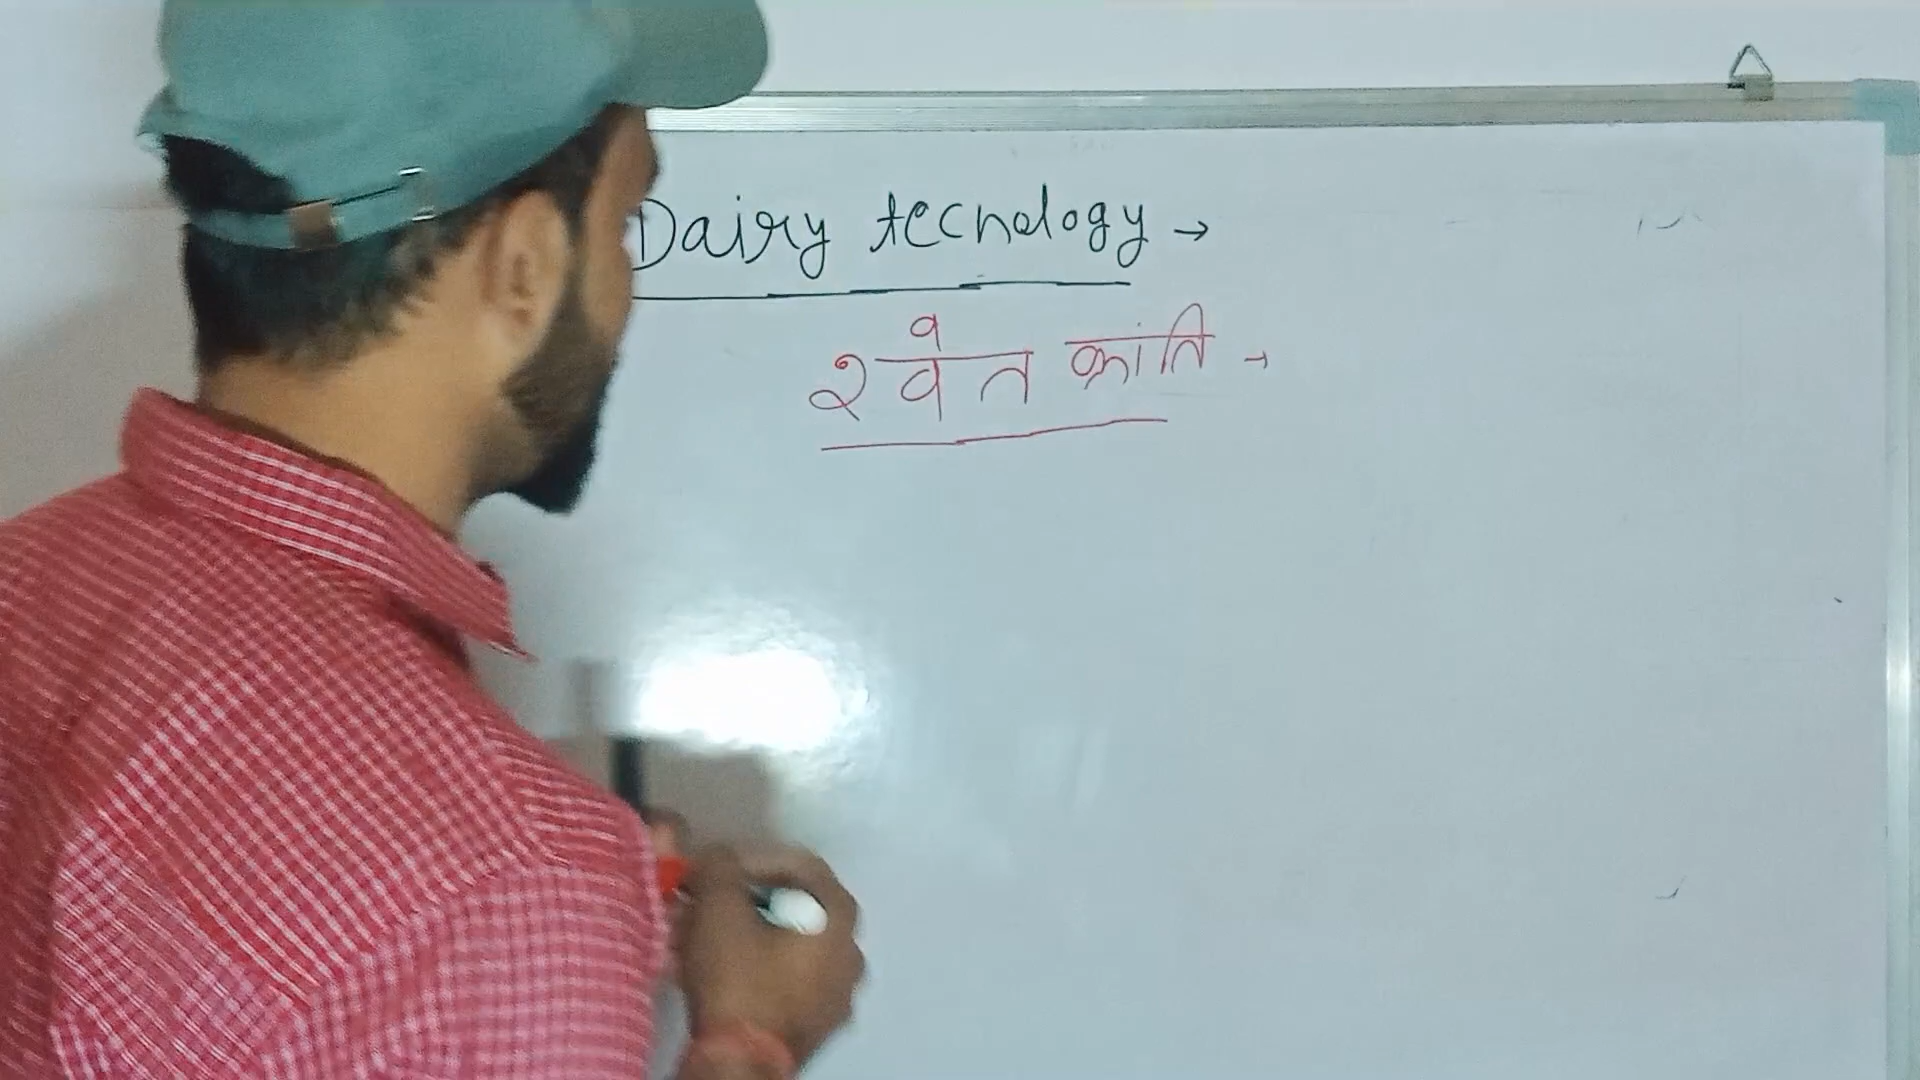 Dairy tecnology →
श्वेत क्रांति →